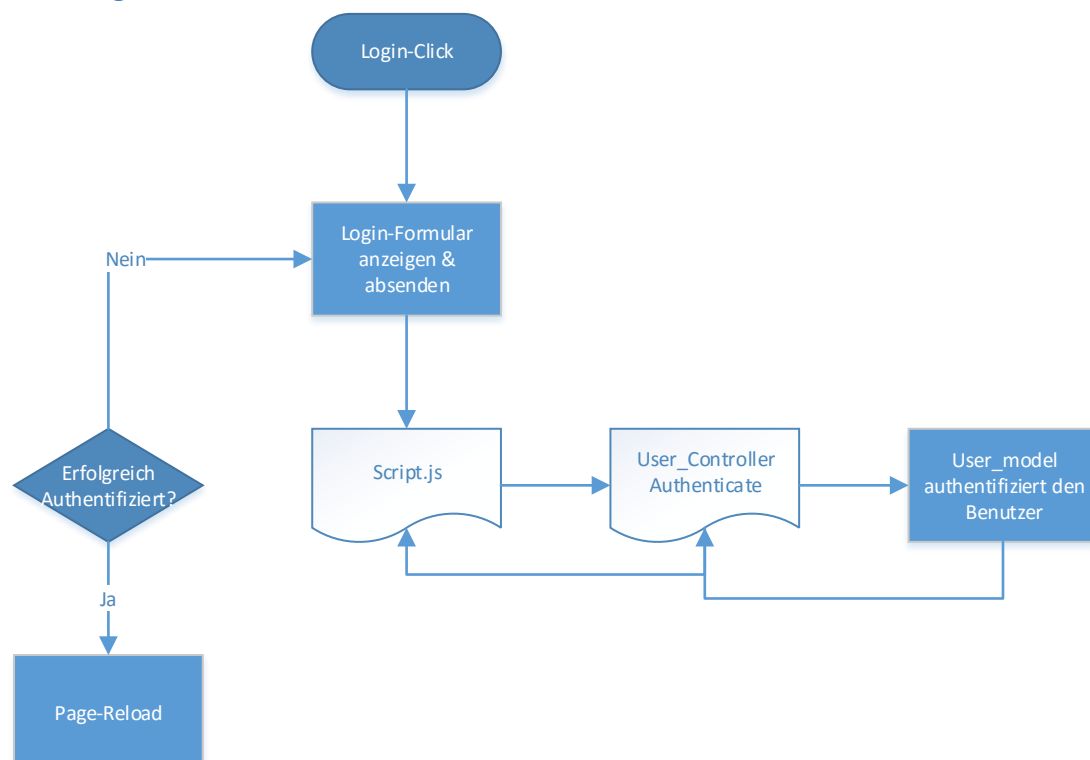 Login-Click
Login-Formular
anzeigen &
absenden
Nein
Erfolgreich
Authentifiziert?
Script.js
User_Controller
Authenticate
User_model
authentifiziert den
Benutzer
Ja
Page-Reload